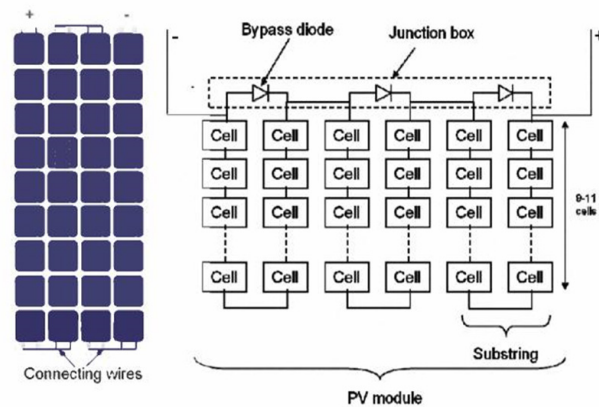 + -
Connecting wires
- +
Bypass diode
Junction box
Cell Cell Cell Cell Cell Cell
Cell Cell Cell Cell Cell Cell
Cell Cell Cell Cell Cell Cell
Cell Cell Cell Cell Cell Cell
9-11
cells
Substring
PV module